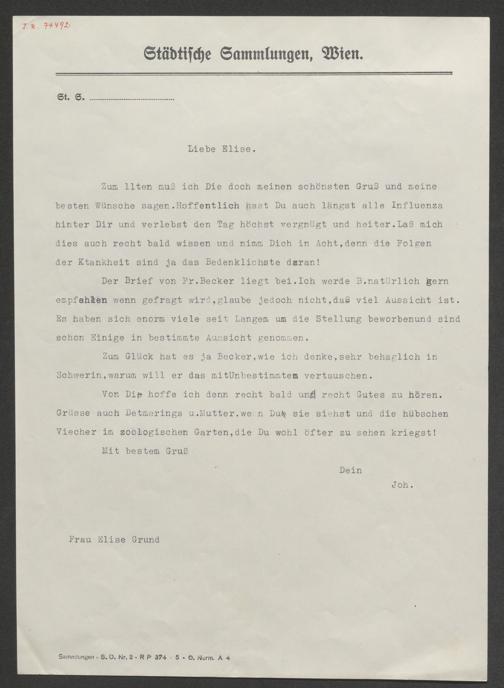 J. N. 74492
Städtische Sammlungen, Wien.
St. S. ........................................
Liebe Elise.
Zum llten muß ich Die doch meinen schönsten Gruß und meine
besten Wünsche sagen.Hoffentlich hast Du auch längst alle Influenza
hinter Dir und verlebst den Tag höchst vergnügt und heiter.Laß mich
dies auch recht bald wissen und nimm Dich in Acht,denn die Folgen
der Ktankheit sind ja das Bedenklichste daran!
Der Brief von Fr.Becker liegt bei.Ich werde B.natürlich gern
empfehlen wenn gefragt wird,glaube jedoch nicht,daß viel Aussicht ist.
Es haben sich enorm viele seit Langem um die Stellung beworbenund sind
schon Einige in bestimmte Aussicht genommen.
Zum Glück hat es ja Becker,wie ich denke,sehr behaglich in
Schwerin,warum will er das mitUnbestimmtem vertauschen.
Von Dir hoffe ich denn recht bald und recht Gutes zu hören.
Grüsse auch Detmerings u.Mutter.wenn Du sie siehst und die hübschen
Viecher im zoologischen Garten,die Du wohl öfter zu sehen kriegst!
Mit bestem Gruß
Dein
Joh.
Frau Elise Grund
Sammlungen - S. D. Nr. 2 - R P 374 - 5 - Ö. Norm. A 4